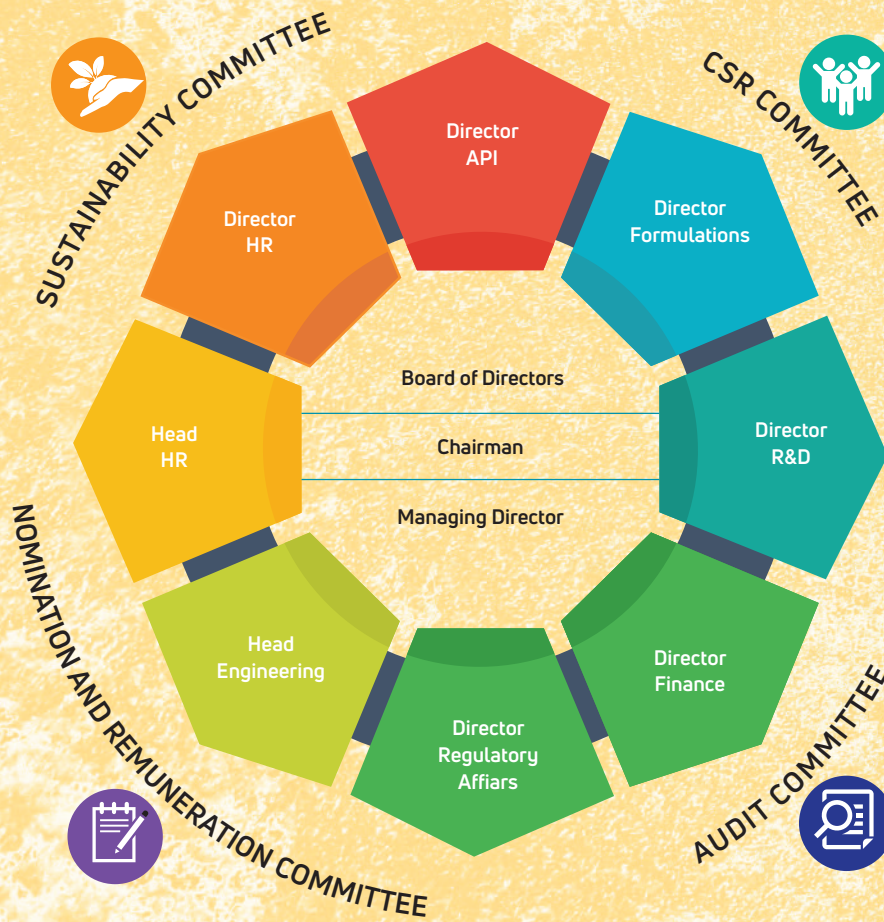 SUSTAINABILITY COMMITTEE
CSR COMMITTEE
Director
API
Director
HR
Director
Formulations
Board of Directors
Chairman
Managing Director
Head
HR
Director
R&D
Head
Engineering
Director
Finance
Director
Regulatory
Affiars
NOMINATION AND REMUNERATION COMMITTEE
AUDIT COMMITTEE